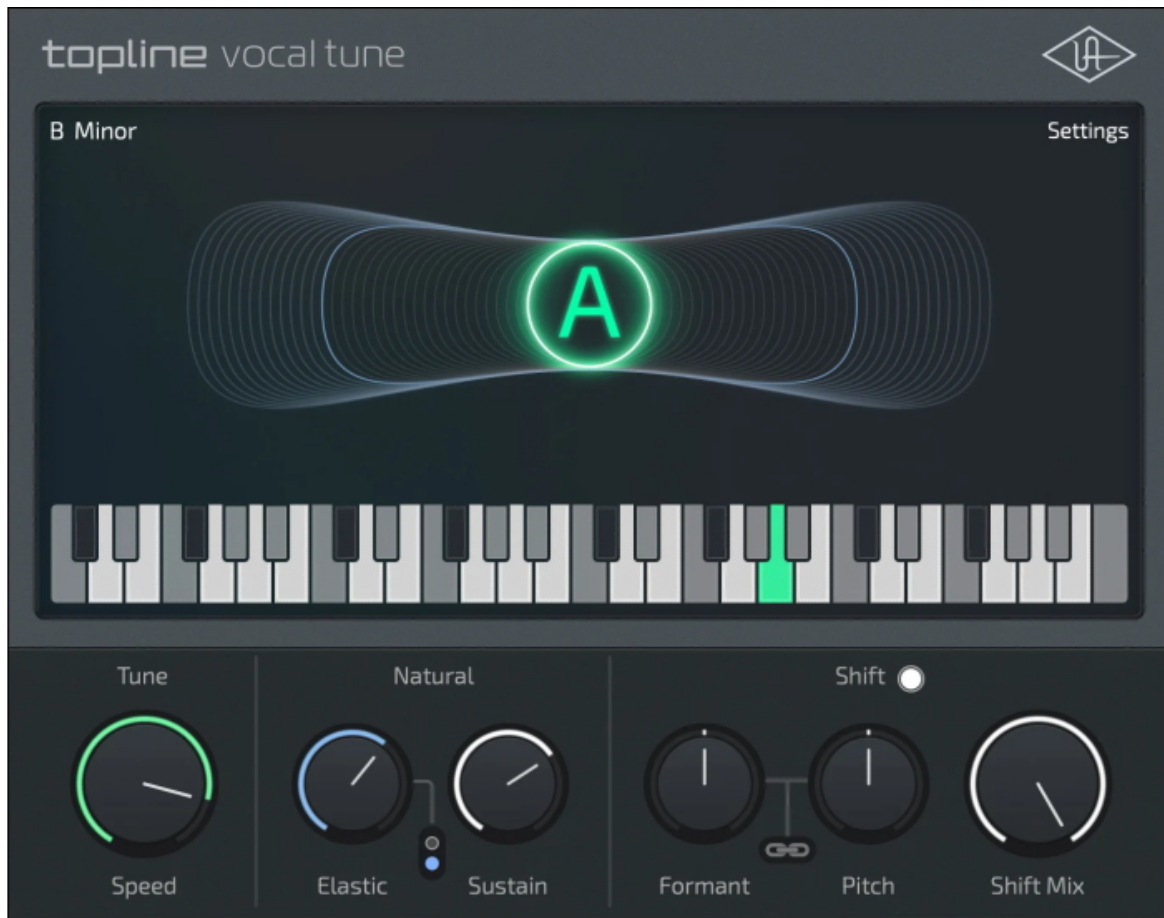 topline vocal tune
B Minor
Settings
A
Tune
Natural
Shift
Speed
Elastic
Sustain
Formant
Pitch
Shift Mix